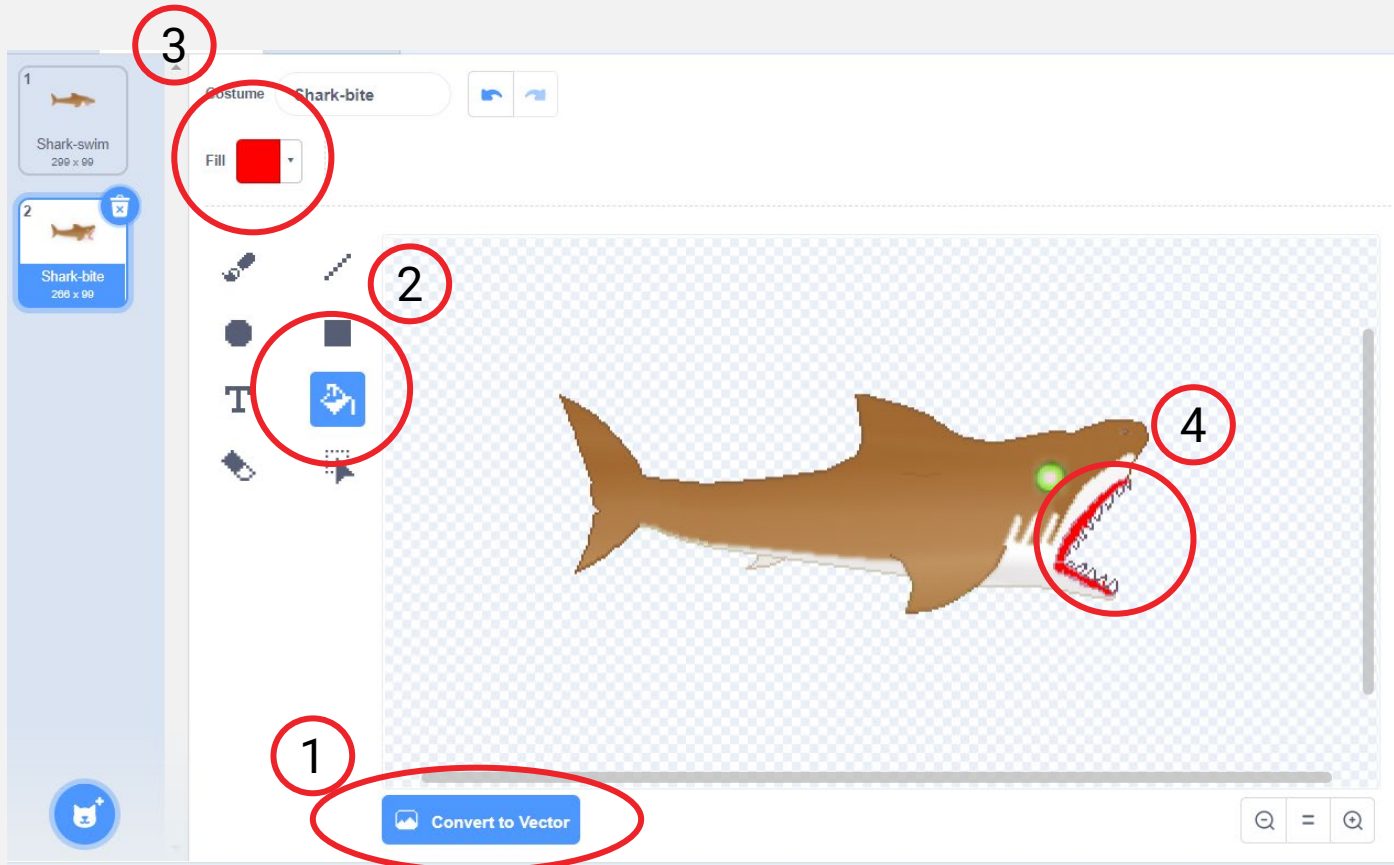 3
1
Shark-swim
299 x 99
2
Shark-bite
266 x 99
Costume Shark-bite
Fill
T
2
4
1
Convert to Vector